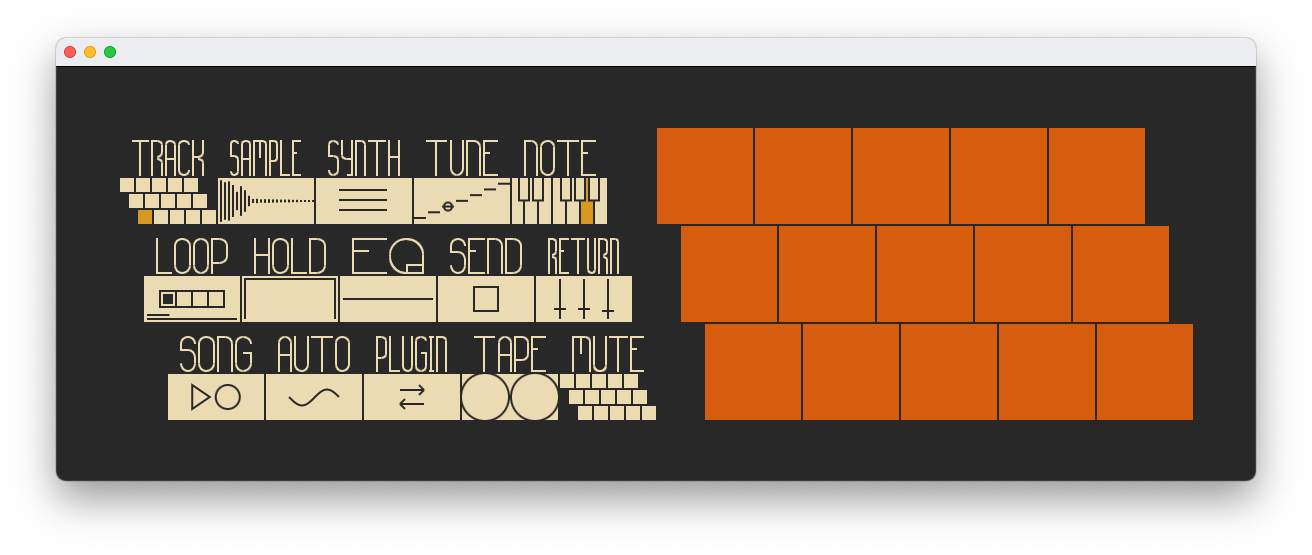 TRACK SAMPLE SYNTH TUNE NOTE
LOOP HOLD EQ SEND RETURN
SONG AUTO PLUGIN TAPE MUTE